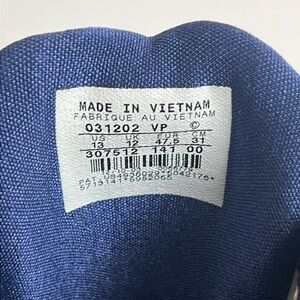 MADE IN VIETNAM
FABRIQUE AU VIETNAM
031202 VP ©
US UK EUR CM
13 12 47.5 31
307512 141 00